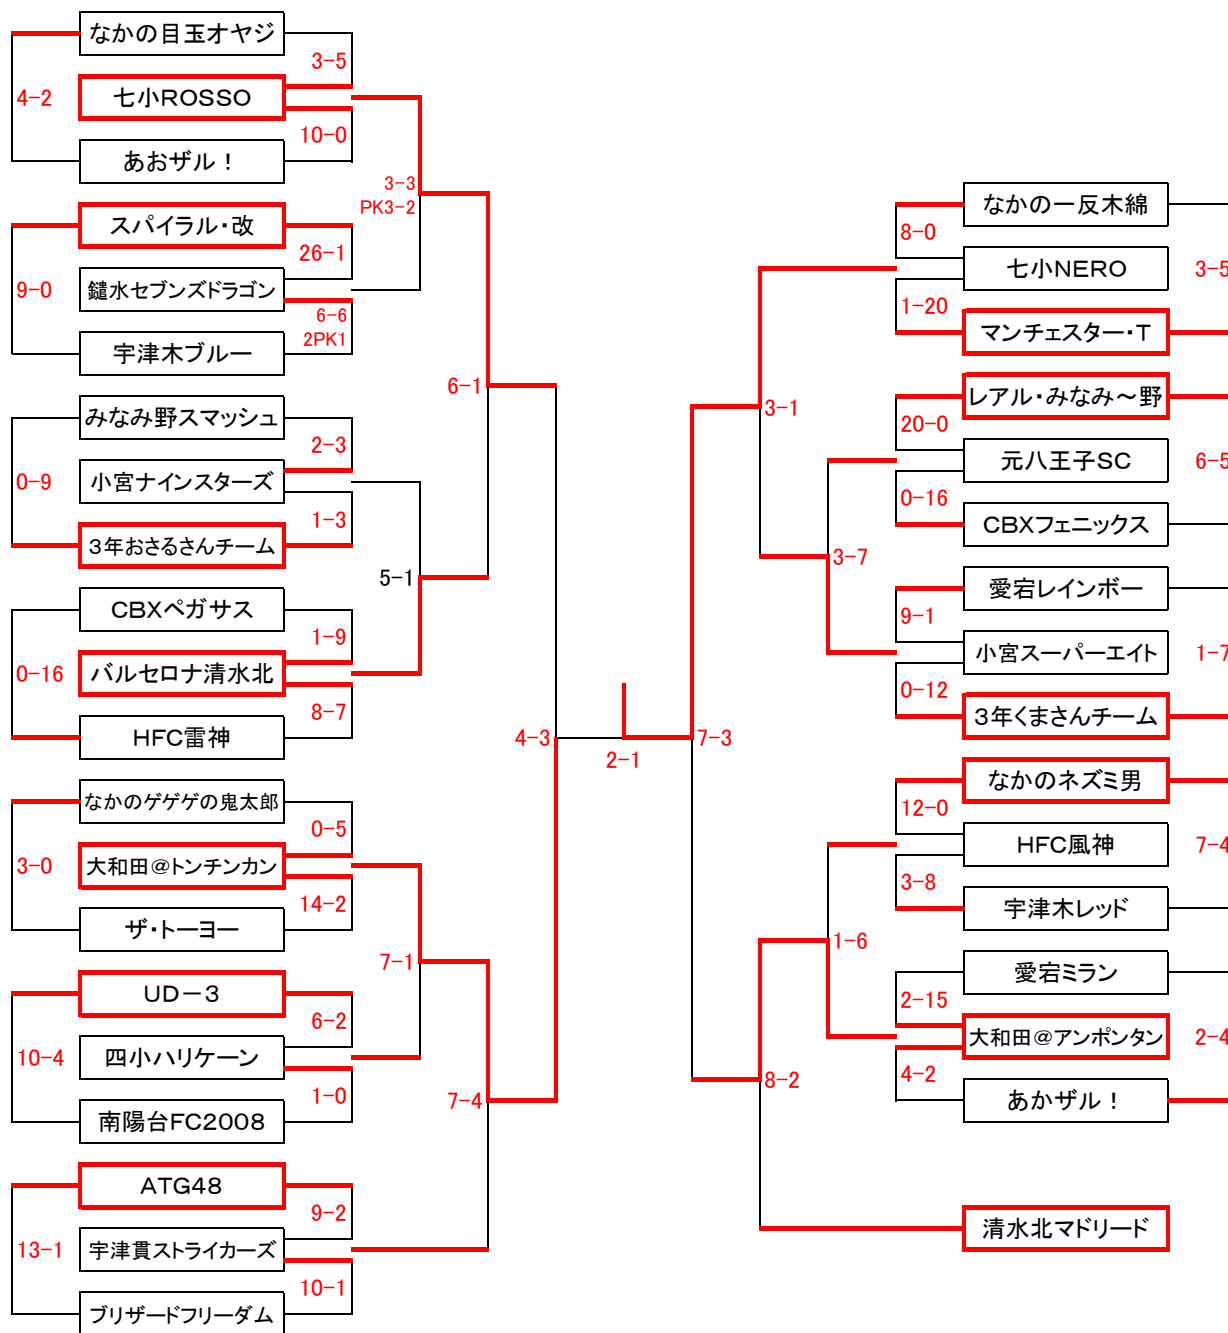 なかの目玉オヤジ
3-5
4-2
七小ROSSO
10-0
あおザル！
3-3
PK3-2
スパイラル・改
26-1
9-0
鑓水セブンズドラゴン
6-6
2PK1
宇津木ブルー
6-1
みなみ野スマッシュ
2-3
0-9
小宮ナインスターズ
1-3
3年おさるさんチーム
5-1
CBXペガサス
1-9
0-16
バルセロナ清水北
8-7
HFC雷神
4-3
なかのゲゲゲの鬼太郎
0-5
3-0
大和田@トンチンカン
14-2
ザ・トーヨー
7-1
UD-3
6-2
10-4
四小ハリケーン
1-0
南陽台FC2008
7-4
ATG48
9-2
13-1
宇津貫ストライカーズ
10-1
ブリザードフリーダム
2-1
7-3
なかの一反木綿
8-0
七小NERO
3-5
1-20
マンチェスター・T
3-1
レアル・みなみ～野
20-0
元八王子SC
6-5
0-16
CBXフェニックス
3-7
愛宕レインボー
9-1
小宮スーパーエイト
1-7
0-12
3年くまさんチーム
なかのネズミ男
12-0
HFC風神
7-4
3-8
宇津木レッド
1-6
愛宕ミラン
2-15
大和田@アンポンタン
2-4
4-2
あかザル！
8-2
清水北マドリード